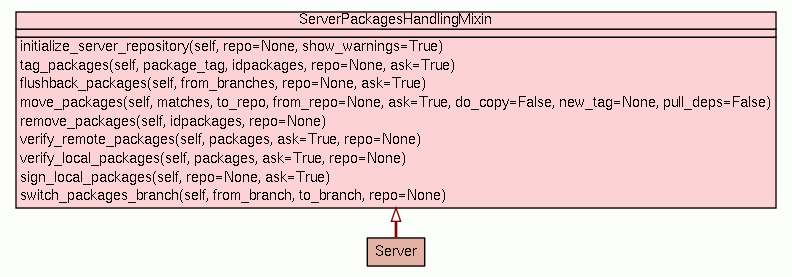 ServerPackagesHandlingMixin
initialize_server_repository(self, repo=None, show_warnings=True)
tag_packages(self, package_tag, idpackages, repo=None, ask=True)
flushback_packages(self, from_branches, repo=None, ask=True)
move_packages(self, matches, to_repo, from_repo=None, ask=True, do_copy=False, new_tag=None, pull_deps=False)
remove_packages(self, idpackages, repo=None)
verify_remote_packages(self, packages, ask=True, repo=None)
verify_local_packages(self, packages, ask=True, repo=None)
sign_local_packages(self, repo=None, ask=True)
switch_packages_branch(self, from_branch, to_branch, repo=None)
Server